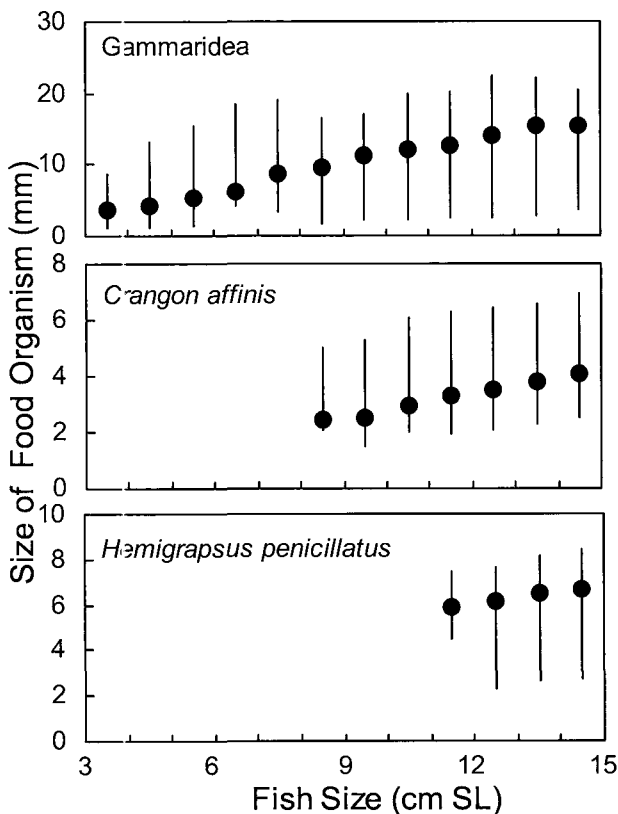 Gammaridea
30
20
10
0
Crangon affinis
8
6
4
2
0
Hemigrapsus penicillatus
10
8
6
4
2
0
3 6 9 12 15
Size of Food Organism (mm)
Fish Size (cm SL)